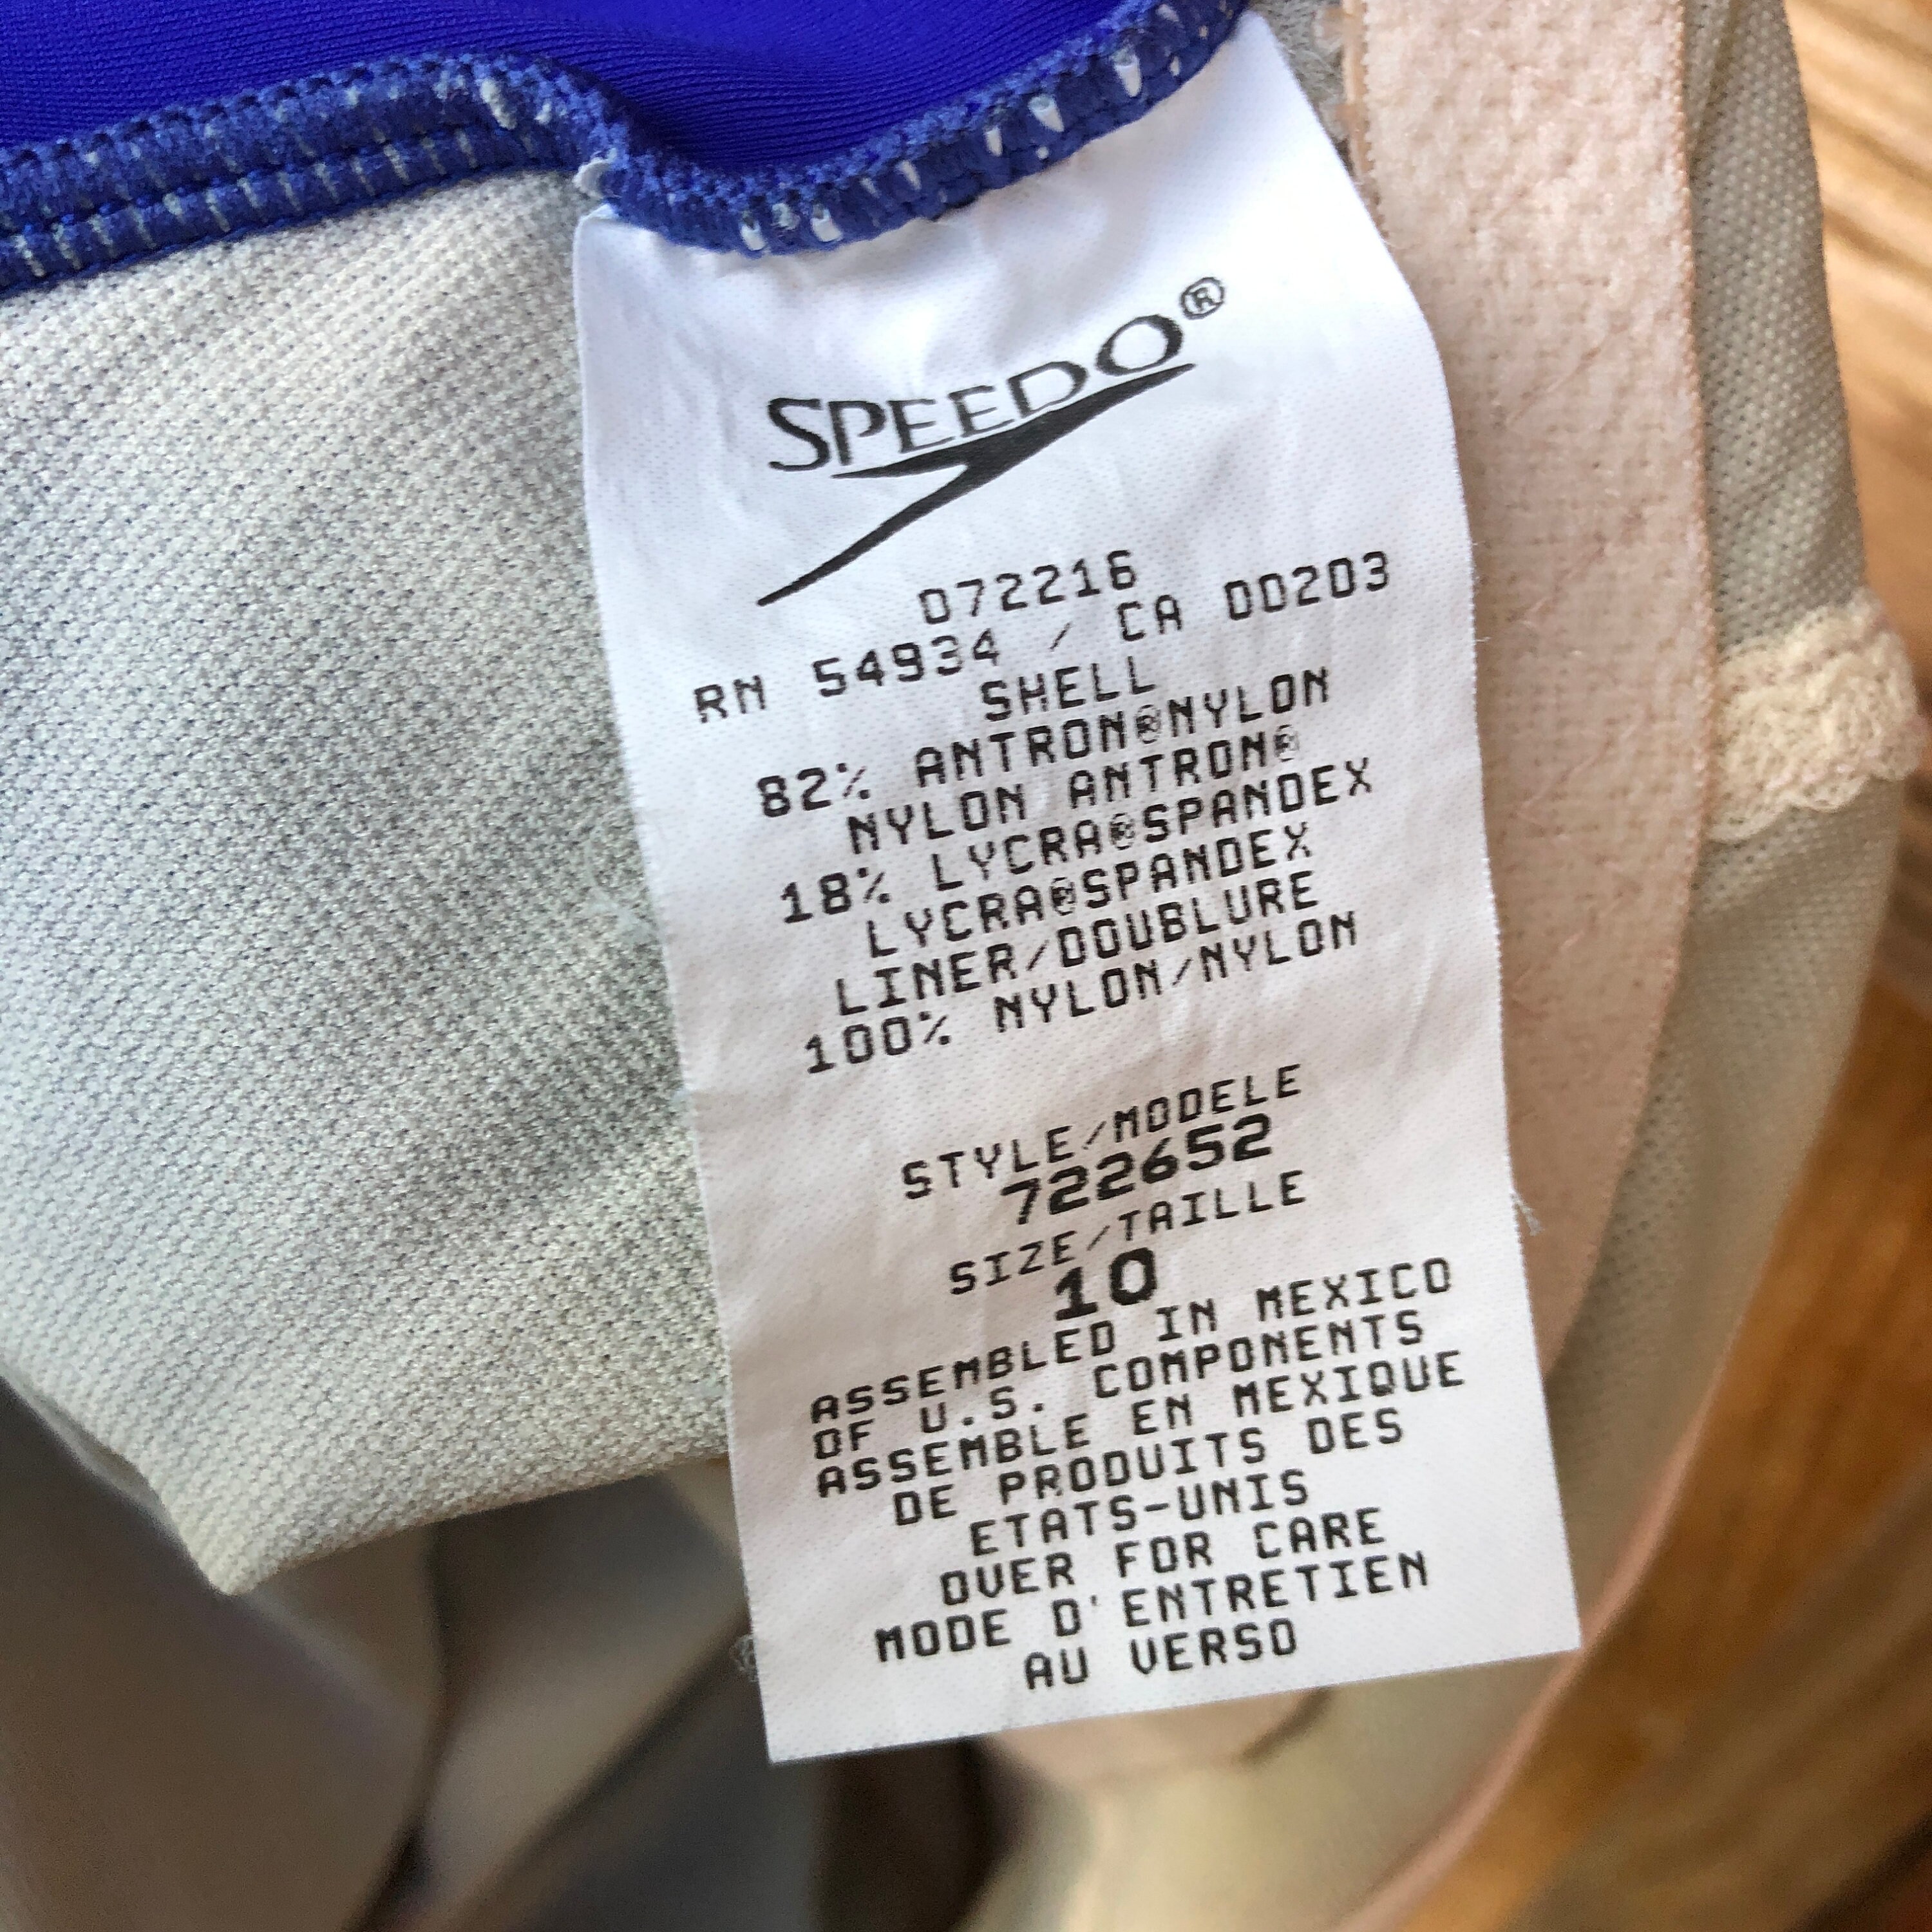 SPEEDO®
072216
RN 54934 / CA 00203
SHELL
82% ANTRON®NYLON
NYLON ANTRON®
18% LYCRA®SPANDEX
LYCRA®SPANDEX
LINER/DOUBLURE
100% NYLON/NYLON
STYLE/MODELE
722652
SIZE/TAILLE
10
ASSEMBLED IN MEXICO
OF U.S. COMPONENTS
ASSEMBLE EN MEXIQUE
DE PRODUITS DES
ETATS-UNIS
OVER FOR CARE
MODE D'ENTRETIEN
AU VERSO